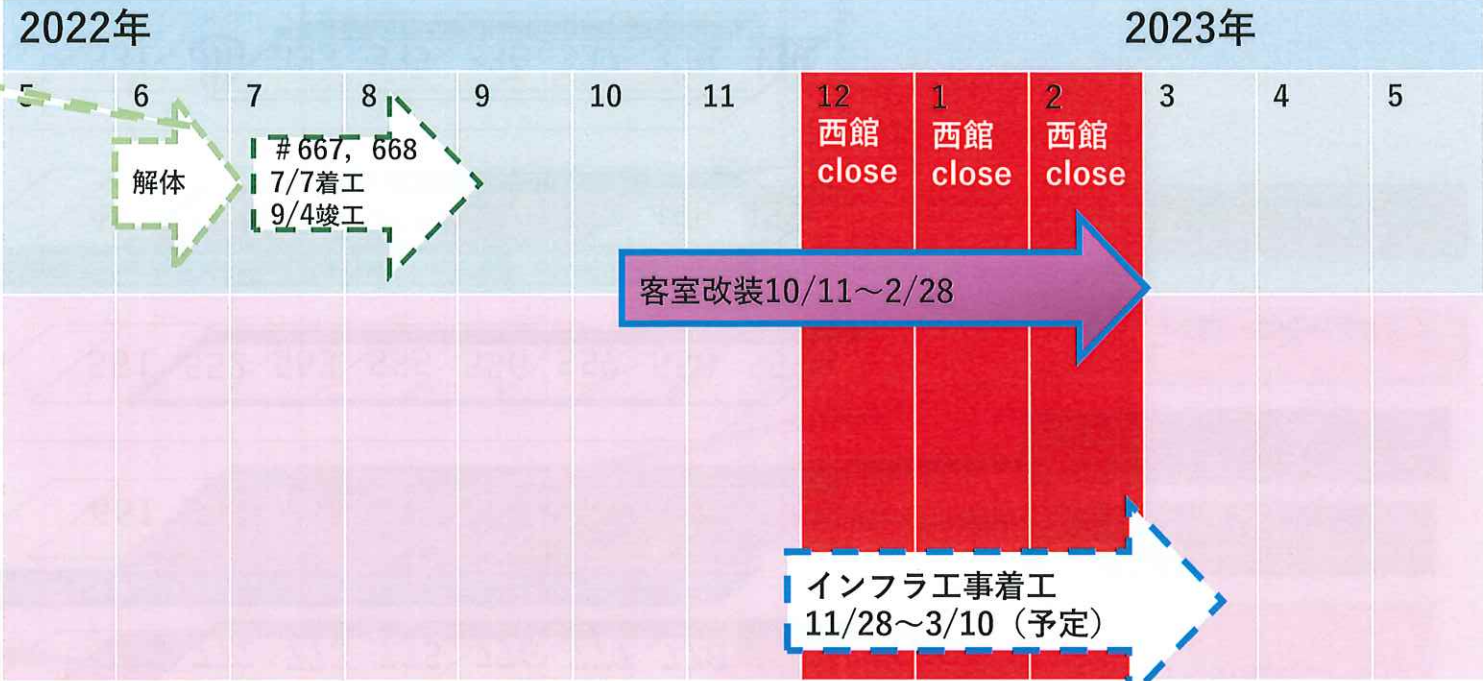 2022年
2023年
5
6
7
8
9
10
11
12
1
2
3
4
5
西館
close
西館
close
西館
close
解体
＃667，668
7/7着工
9/4竣工
客室改装10/11～2/28
インフラ工事着工
11/28～3/10（予定）